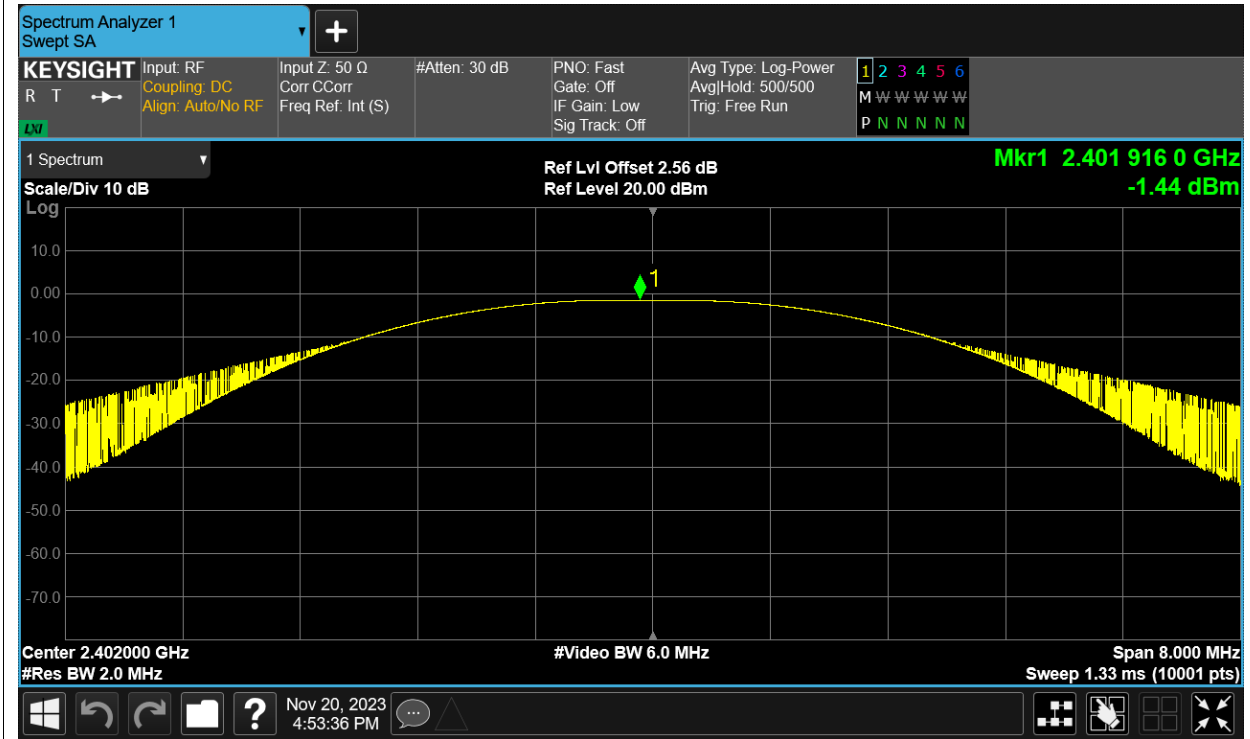 Spectrum Analyzer 1
Swept SA
+
KEYSIGHT
R T
LXI
Input: RF
Coupling: DC
Align: Auto/No RF
Input Z: 50 Ω
Corr CCorr
Freq Ref: Int (S)
#Atten: 30 dB
PNO: Fast
Gate: Off
IF Gain: Low
Sig Track: Off
Avg Type: Log-Power
Avg|Hold: 500/500
Trig: Free Run
1 2 3 4 5 6
M W W W W W
P N N N N N
1 Spectrum
Scale/Div 10 dB
Log
Ref Lvl Offset 2.56 dB
Ref Level 20.00 dBm
Mkr1 2.401 916 0 GHz
-1.44 dBm
1
10.0
0.00
-10.0
-20.0
-30.0
-40.0
-50.0
-60.0
-70.0
Center 2.402000 GHz
#Res BW 2.0 MHz
#Video BW 6.0 MHz
Span 8.000 MHz
Sweep 1.33 ms (10001 pts)
?
Nov 20, 2023
4:53:36 PM